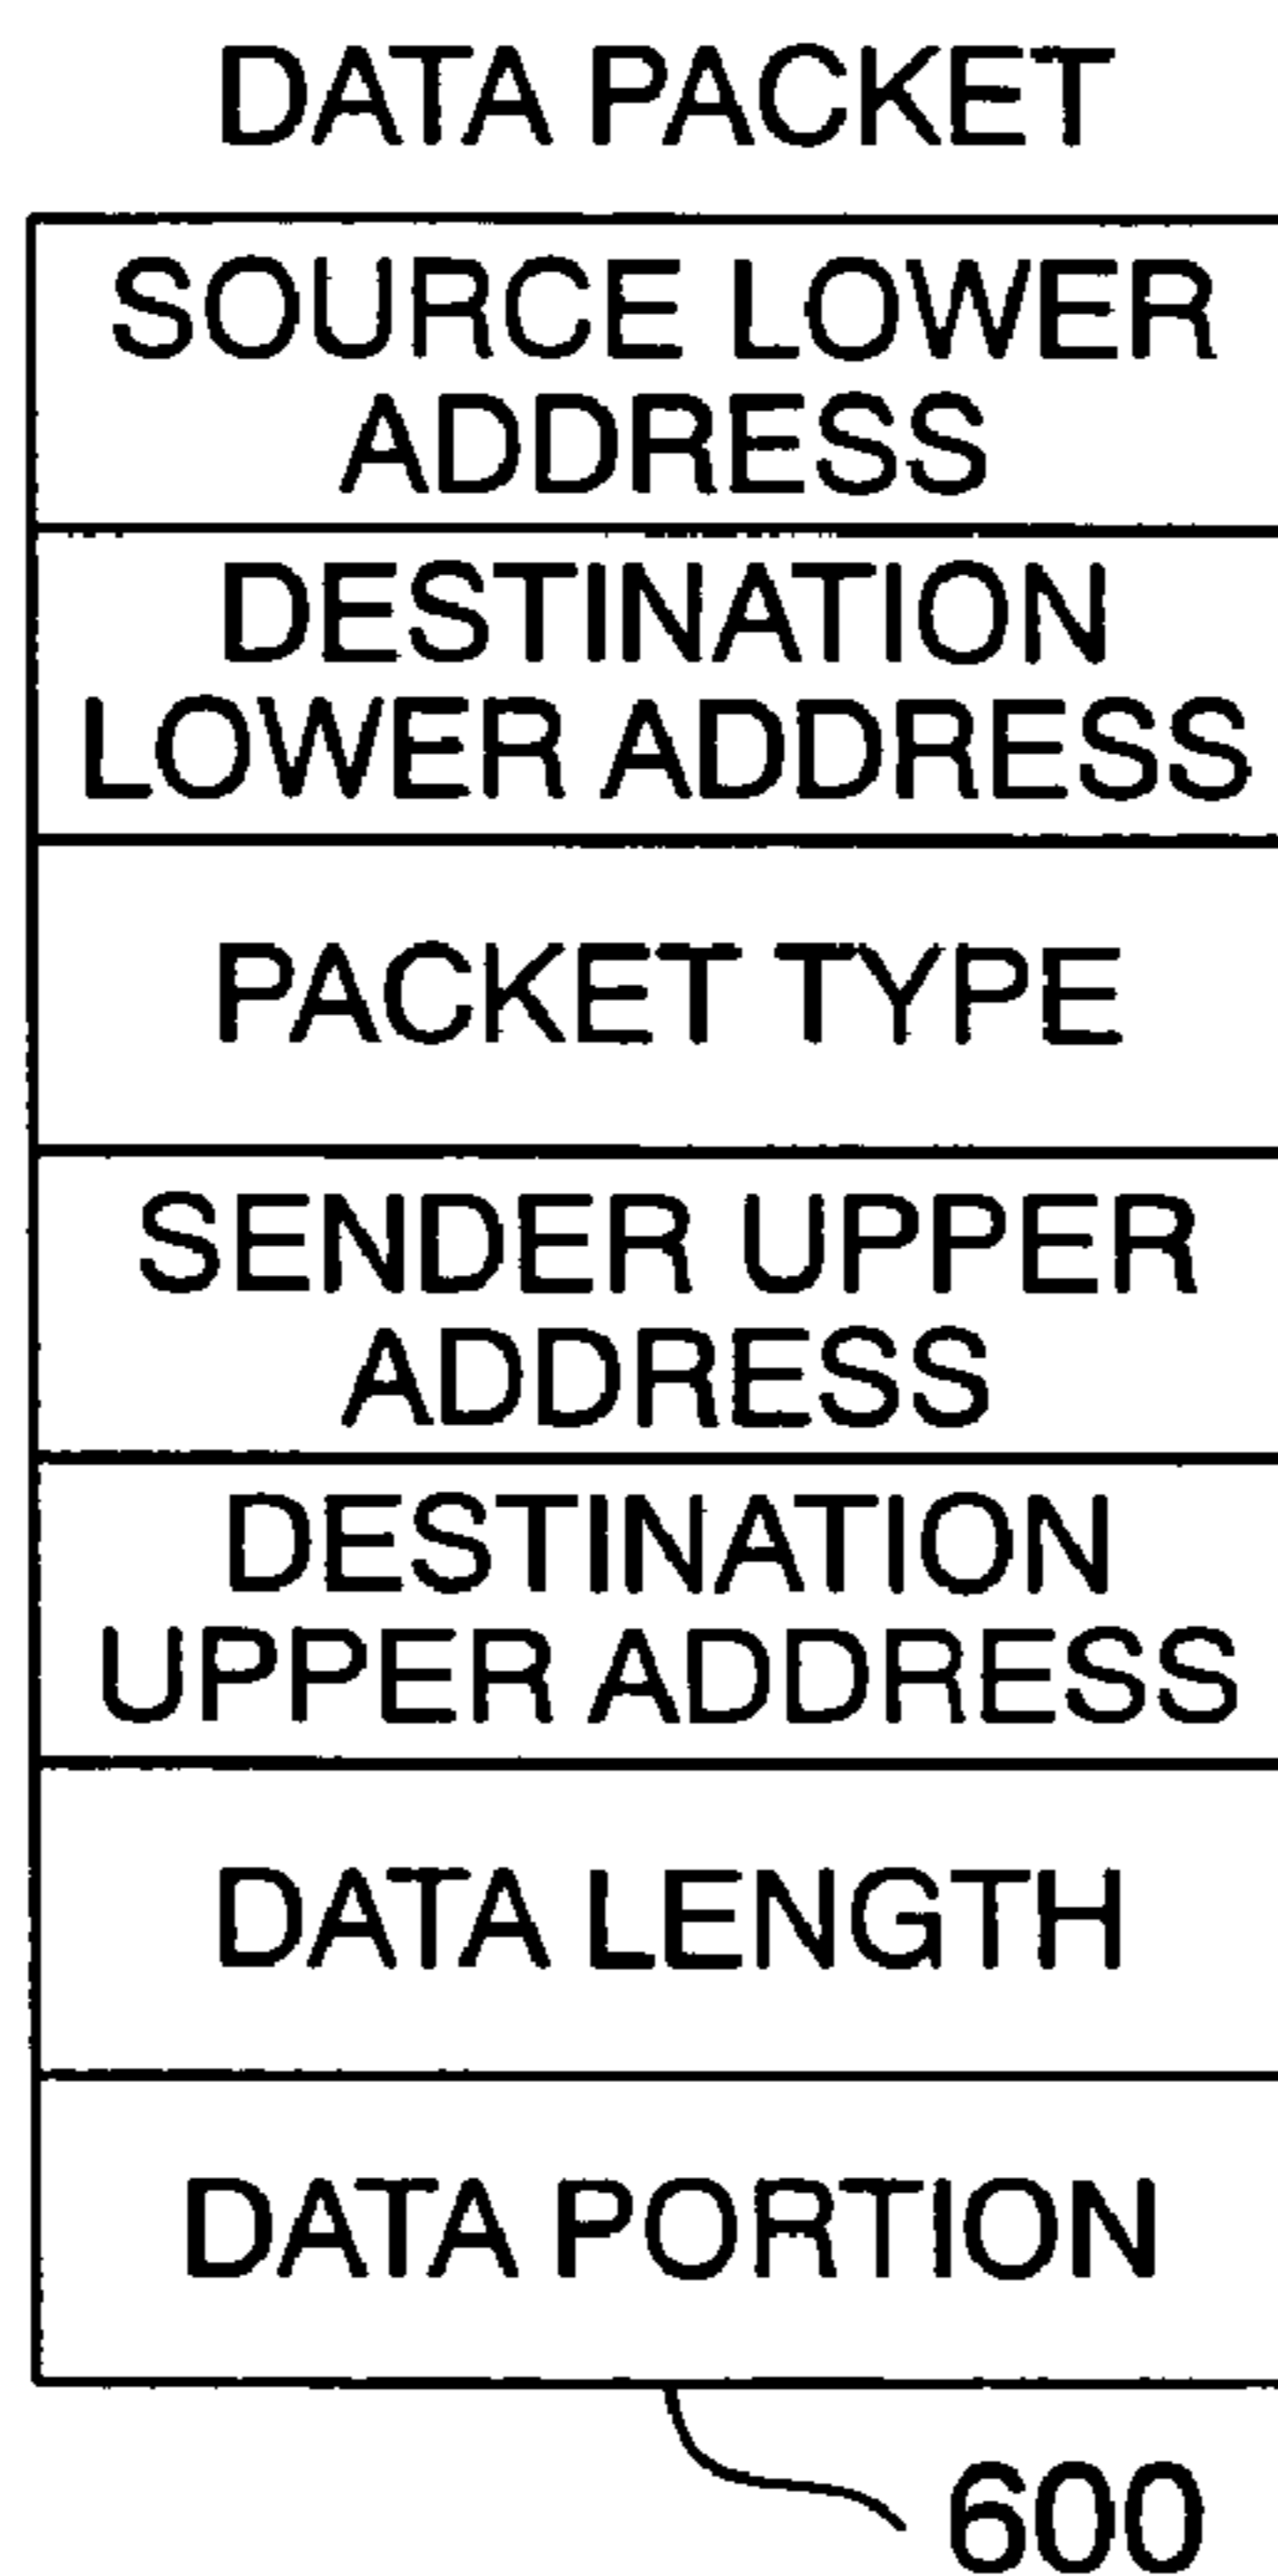 DATA PACKET
SOURCE LOWER
ADDRESS
DESTINATION
LOWER ADDRESS
PACKET TYPE
SENDER UPPER
ADDRESS
DESTINATION
UPPER ADDRESS
DATA LENGTH
DATA PORTION
600